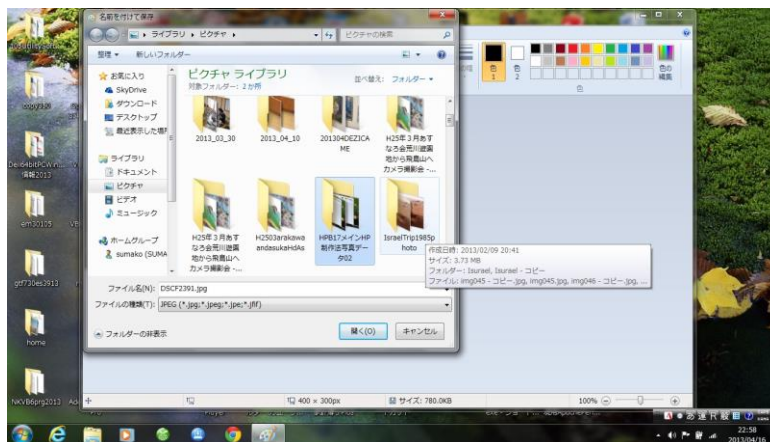 名前を付けて保存
ライブラリ ▸ ピクチャ ▸
ピクチャの検索
整理 ▾ 新しいフォルダー
お気に入り
SkyDrive
ダウンロード
デスクトップ
最近表示した場所
ライブラリ
ドキュメント
ピクチャ
ビデオ
ミュージック
ホームグループ
sumako (SUMA
ピクチャ ライブラリ
対象フォルダー: 2 か所
並べ替え: フォルダー ▾
2013_03_30
2013_04_10
201304DEZICA
ME
H25年3月あす
なろ会荒川遊園
地から飛鳥山へ
カメラ撮影会 -...
H25年3月あす
なろ会荒川遊園
地から飛鳥山へ
カメラ撮影会 -...
H2503arakawa
andasukaHdAs
HPB17メインHP
新作法写真デー
タ02
IsraelTrip1985p
hoto
作成日時: 2013/02/09 20:41
サイズ: 3.73 MB
フォルダー: Isurael, Isurael - コピー
ファイル: img045 - コピー.jpg, img045.jpg, img046 - コピー.jpg, ...
ファイル名(N): DSCF2391.jpg
ファイルの種類(T): JPEG (*.jpg;*.jpeg;*.jpe;*.jfif)
フォルダーの非表示
開く(O)
キャンセル
色
1
色
2
色の
編集
色
400 × 300px
サイズ: 780.0KB
100%
copy330
情報2013
em30135
gtf730es3913
home
NKVB6prg2013
22:58
2013/04/16